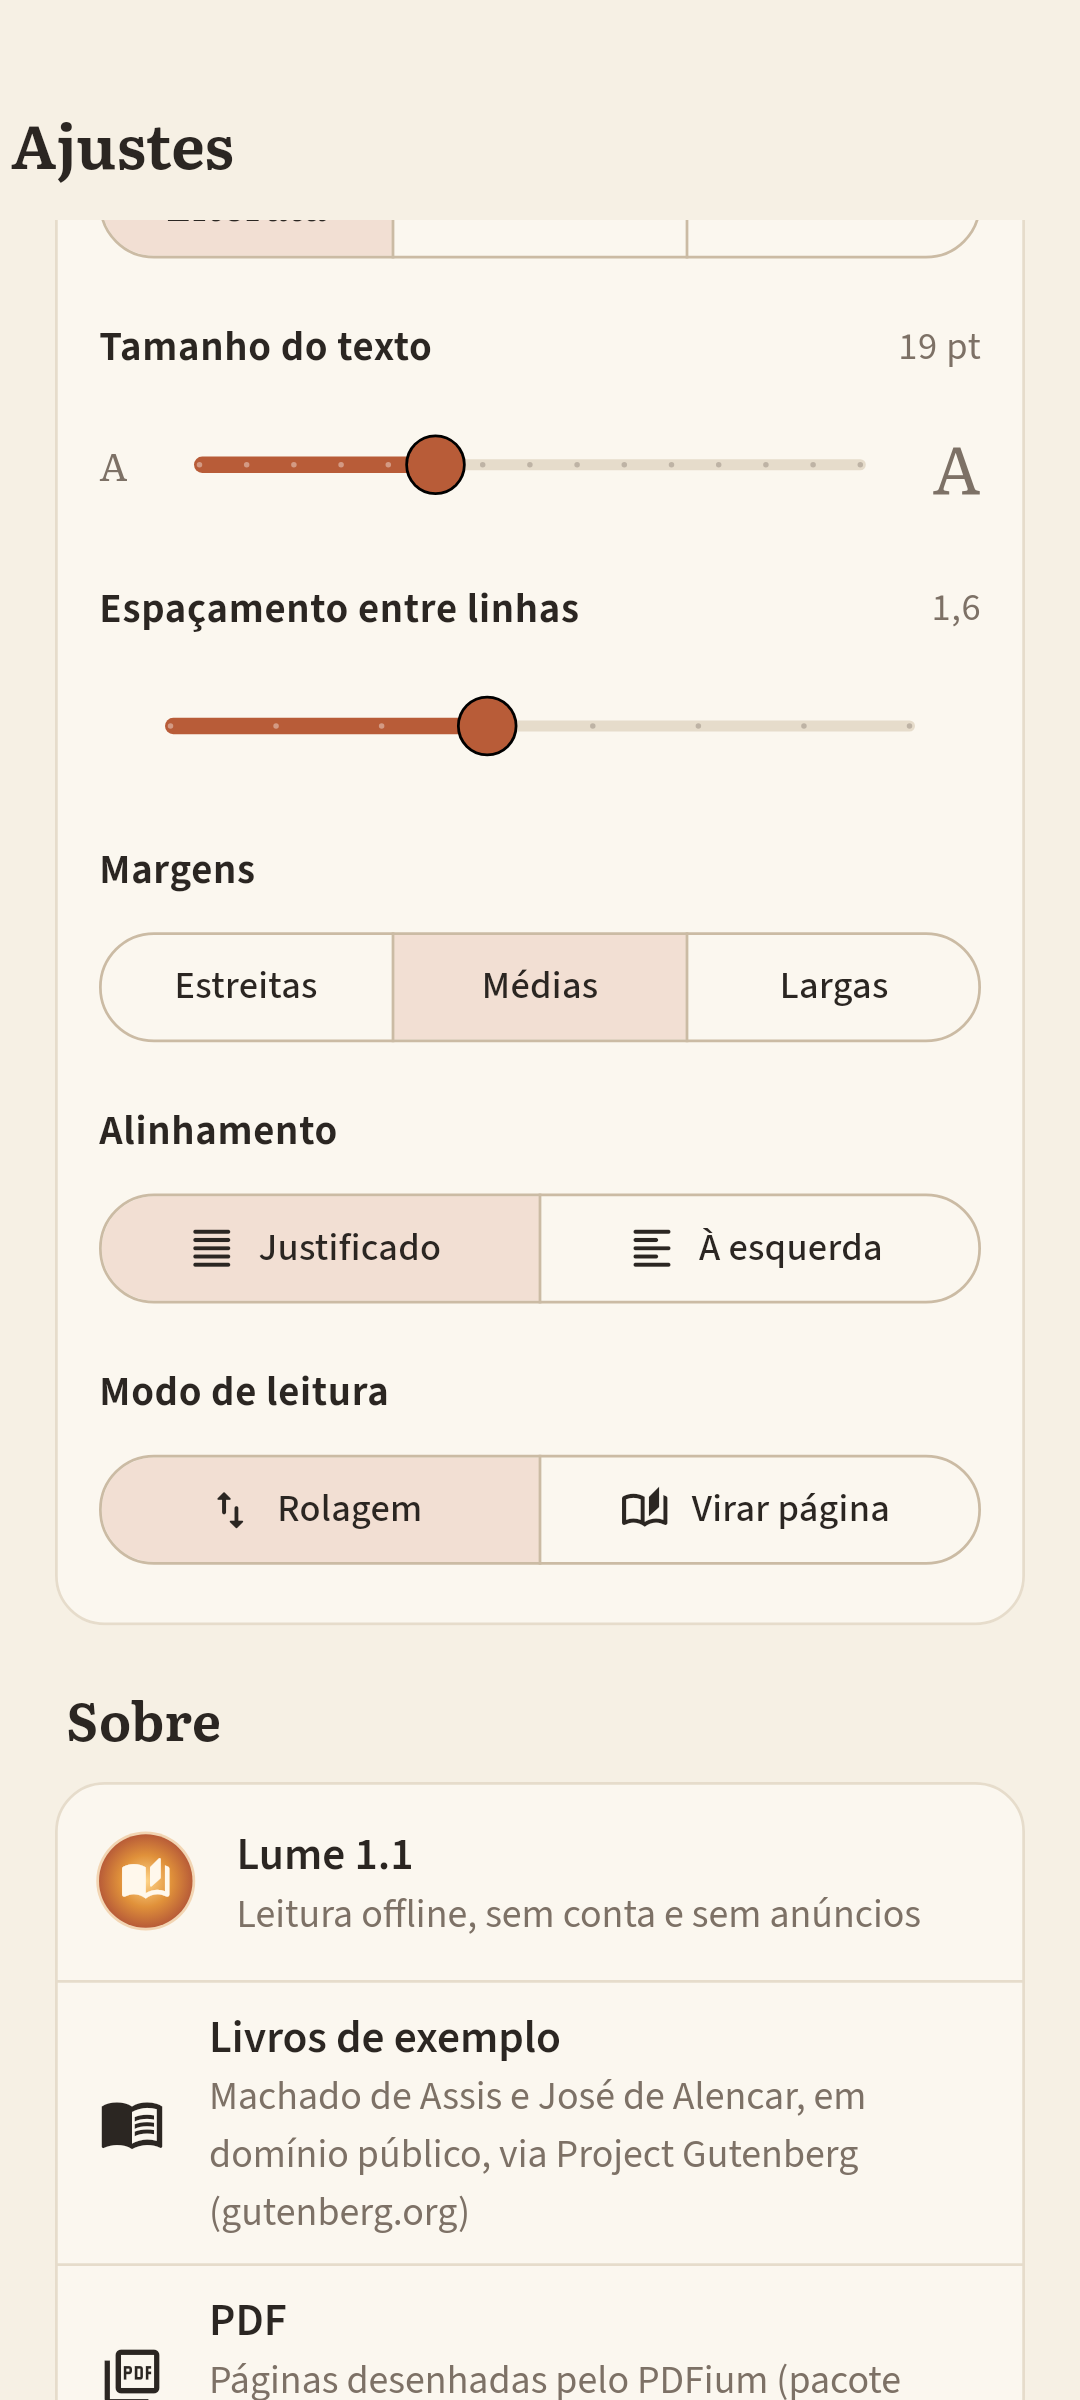 Ajustes
Tamanho do texto
19 pt
A
A
Espaçamento entre linhas
1,6
Margens
Estreitas
Médias
Largas
Alinhamento
Justificado
À esquerda
Modo de leitura
Rolagem
Virar página
Sobre
Lume 1.1
Leitura offline, sem conta e sem anúncios
Livros de exemplo
Machado de Assis e José de Alencar, em
domínio público, via Project Gutenberg
(gutenberg.org)
PDF
PDF
Páginas desenhadas pelo PDFium (pacote